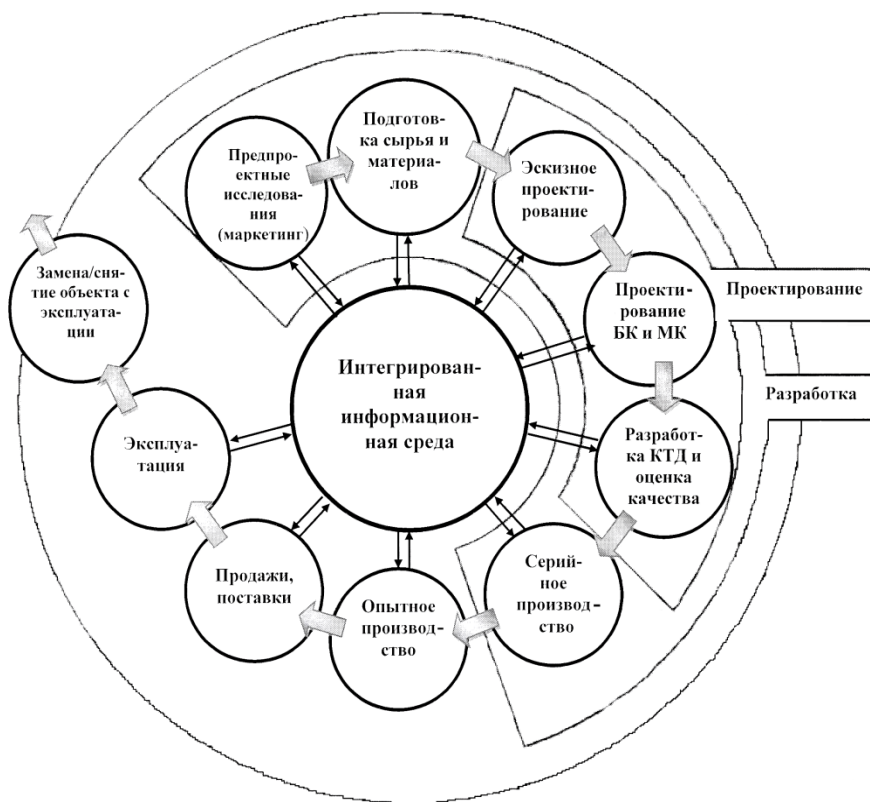 Предпро-
ектные
исследова-
ния
(маркетинг)
Подготов-
ка сырья и
материа-
лов
Эскизное
проекти-
рование
Проекти-
рование
БК и МК
Проектирование
Разработка
Разработ-
ка КТД и
оценка
качества
Серий-
ное
производ-
ство
Опытное
производ-
ство
Продажи,
поставки
Эксплуа-
тация
Замена/сня-
тие объекта с
эксплуата-
ции
Интегрирован-
ная
информацион-
ная среда